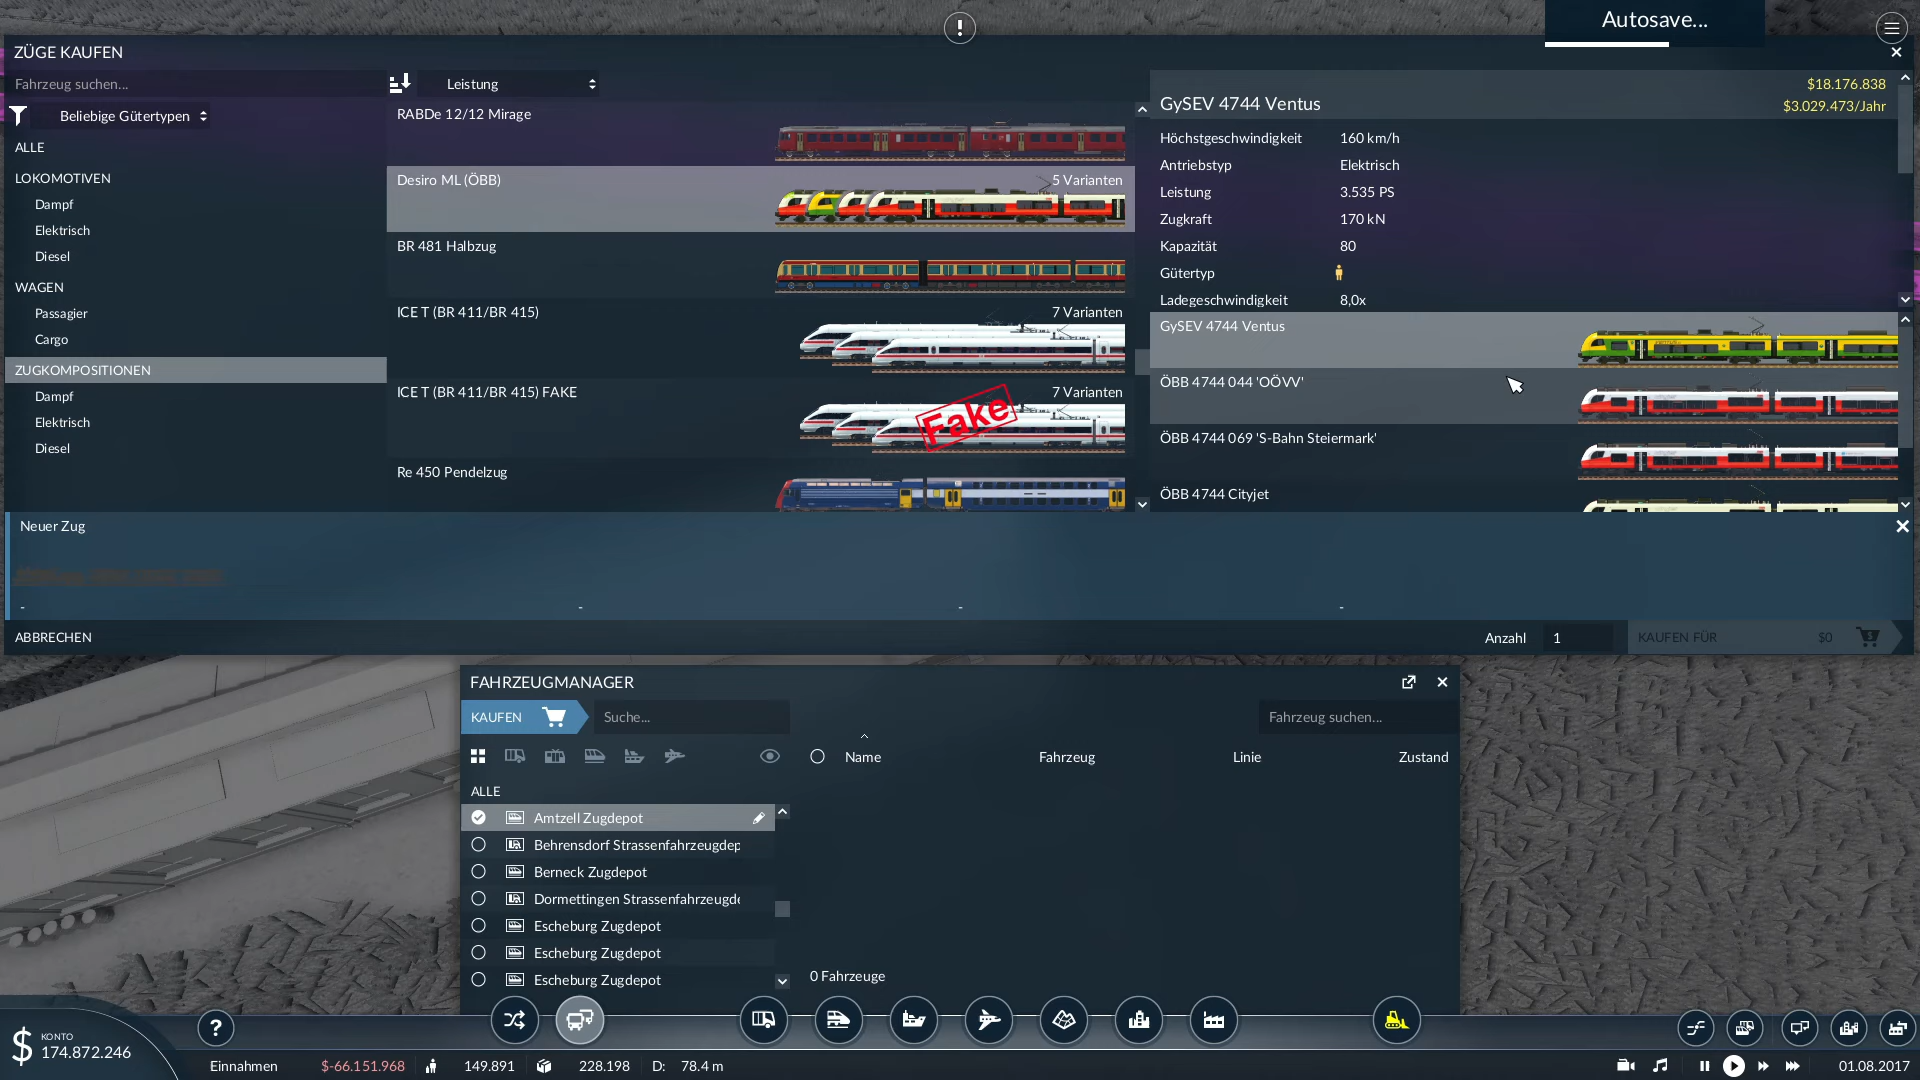 Autosave...
ZÜGE KAUFEN
Fahrzeug suchen...
Leistung
Beliebige Gütertypen
ALLE
LOKOMOTIVEN
Dampf
Elektrisch
Diesel
WAGEN
Passagier
Cargo
ZUGKOMPOSITIONEN
Dampf
Elektrisch
Diesel
RABDe 12/12 Mirage
Desiro ML (ÖBB)
5 Varianten
BR 481 Halbzug
ICE T (BR 411/BR 415)
7 Varianten
ICE T (BR 411/BR 415) FAKE
7 Varianten
Fake
Re 450 Pendelzug
$18.176.838
GySEV 4744 Ventus
$3.029.473/Jahr
Höchstgeschwindigkeit 160 km/h
Antriebstyp Elektrisch
Leistung 3.535 PS
Zugkraft 170 kN
Kapazität 80
Gütertyp
Ladegeschwindigkeit 8,0x
GySEV 4744 Ventus
ÖBB 4744 044 'OÖVV'
ÖBB 4744 069 'S-Bahn Steiermark'
ÖBB 4744 Cityjet
Neuer Zug
- - - -
ABBRECHEN
Anzahl 1
KAUFEN FÜR $0
FAHRZEUGMANAGER
KAUFEN
Suche...
Fahrzeug suchen...
Name Fahrzeug Linie Zustand
ALLE
Amtzell Zugdepot
Behrensdorf Strassenfahrzeugdep
Berneck Zugdepot
Dormettingen Strassenfahrzeugde
Escheburg Zugdepot
Escheburg Zugdepot
Escheburg Zugdepot
0 Fahrzeuge
KONTO
174.872.246
Einnahmen $-66.151.968 149.891 228.198 D: 78.4 m
01.08.2017